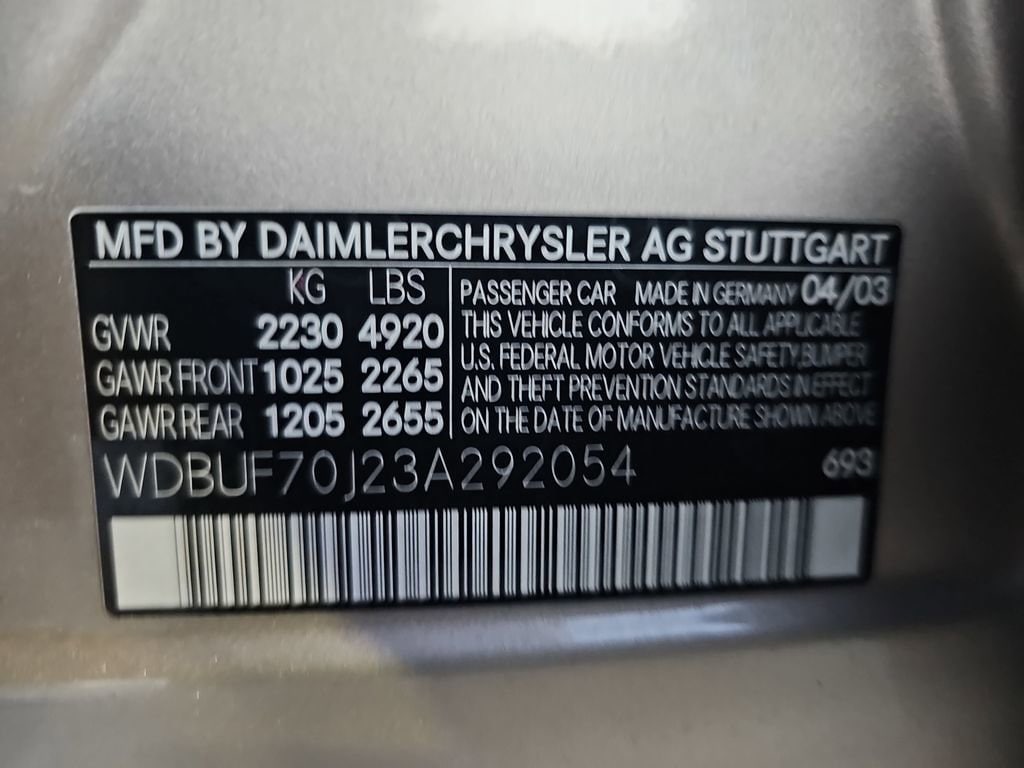 MFD BY DAIMLERCHRYSLER AG STUTTGART
KG LBS
GVWR 2230 4920
GAWR FRONT 1025 2265
GAWR REAR 1205 2655
PASSENGER CAR MADE IN GERMANY 04/03
THIS VEHICLE CONFORMS TO ALL APPLICABLE
U.S. FEDERAL MOTOR VEHICLE SAFETY, BUMPER
AND THEFT PREVENTION STANDARDS IN EFFECT
ON THE DATE OF MANUFACTURE SHOWN ABOVE
WDBUF70J23A292054 693